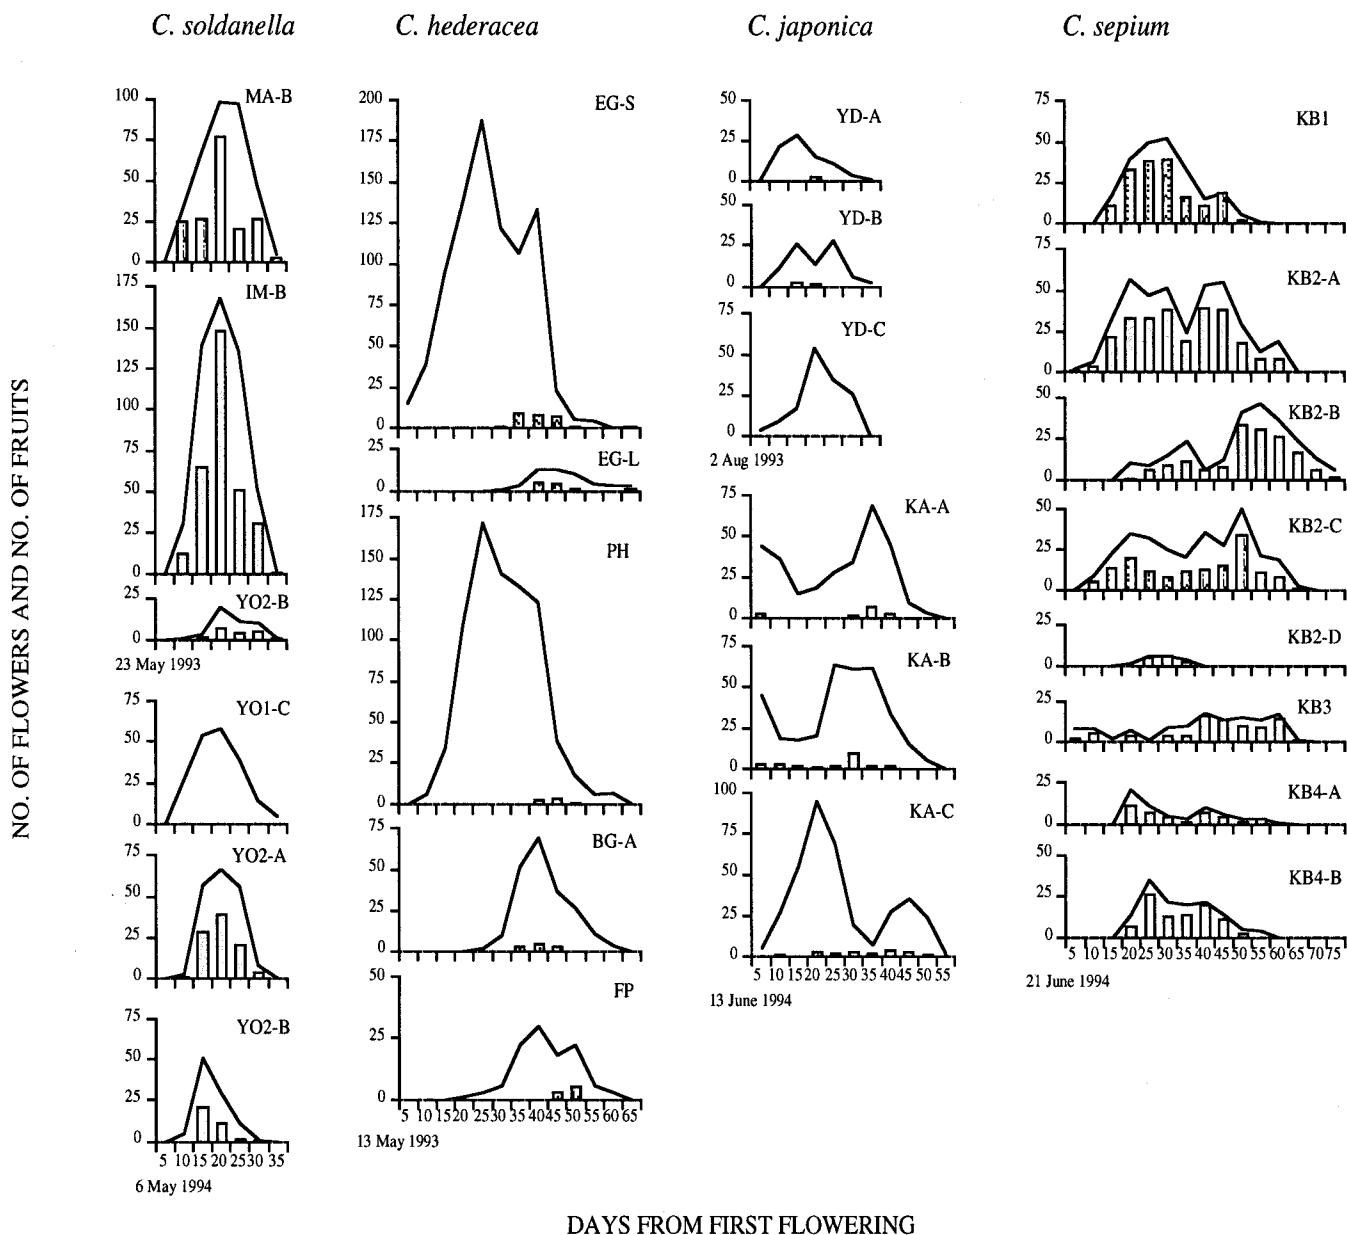 C. soldanella C. hederacea C. japonica C. sepium
NO. OF FLOWERS AND NO. OF FRUITS
MA-B
100
75
50
25
0
IM-B
175
150
125
100
75
50
25
0
YO2-B
25
0
23 May 1993
YO1-C
75
50
25
0
YO2-A
75
50
25
0
YO2-B
75
50
25
0
5 10 15 20 25 30 35
6 May 1994
EG-S
200
175
150
125
100
75
50
25
0
EG-L
25
0
PH
175
150
125
100
75
50
25
0
BG-A
75
50
25
0
FP
50
25
0
5 10 15 20 25 30 35 40 45 50 55 60 65
13 May 1993
YD-A
50
25
0
YD-B
50
25
0
YD-C
75
50
25
0
2 Aug 1993
KA-A
75
50
25
0
KA-B
75
50
25
0
KA-C
100
75
50
25
0
5 10 15 20 25 30 35 40 45 50 55
13 June 1994
KB1
75
50
25
0
KB2-A
75
50
25
0
KB2-B
50
25
0
KB2-C
50
25
0
KB2-D
25
0
KB3
25
0
KB4-A
25
0
KB4-B
50
25
0
5 10 15 20 25 30 35 40 45 50 55 60 65 70 75
21 June 1994
DAYS FROM FIRST FLOWERING